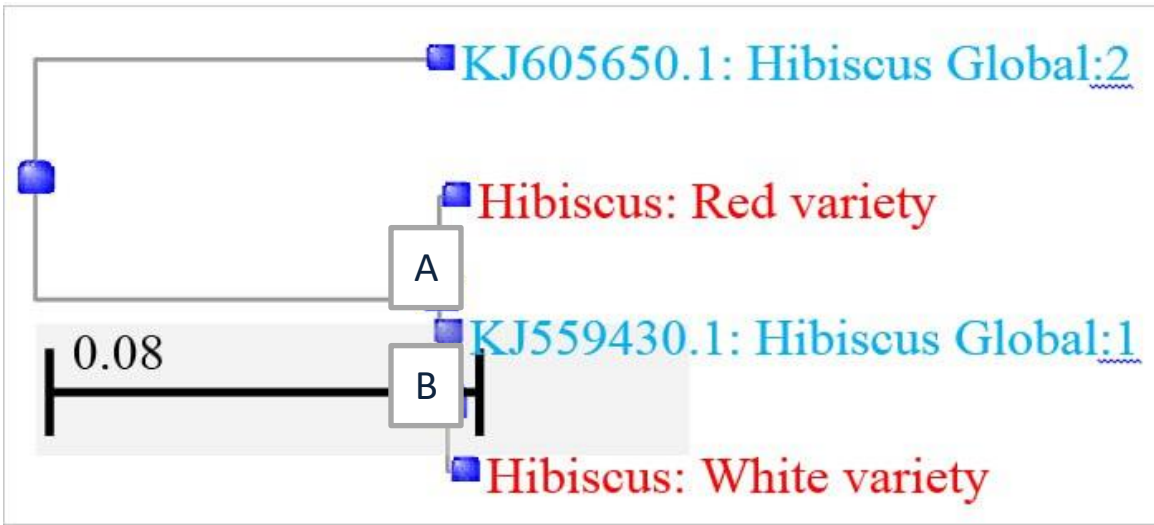 KJ605650.1: Hibiscus Global:2
Hibiscus: Red variety
A
KJ559430.1: Hibiscus Global:1
0.08
B
Hibiscus: White variety